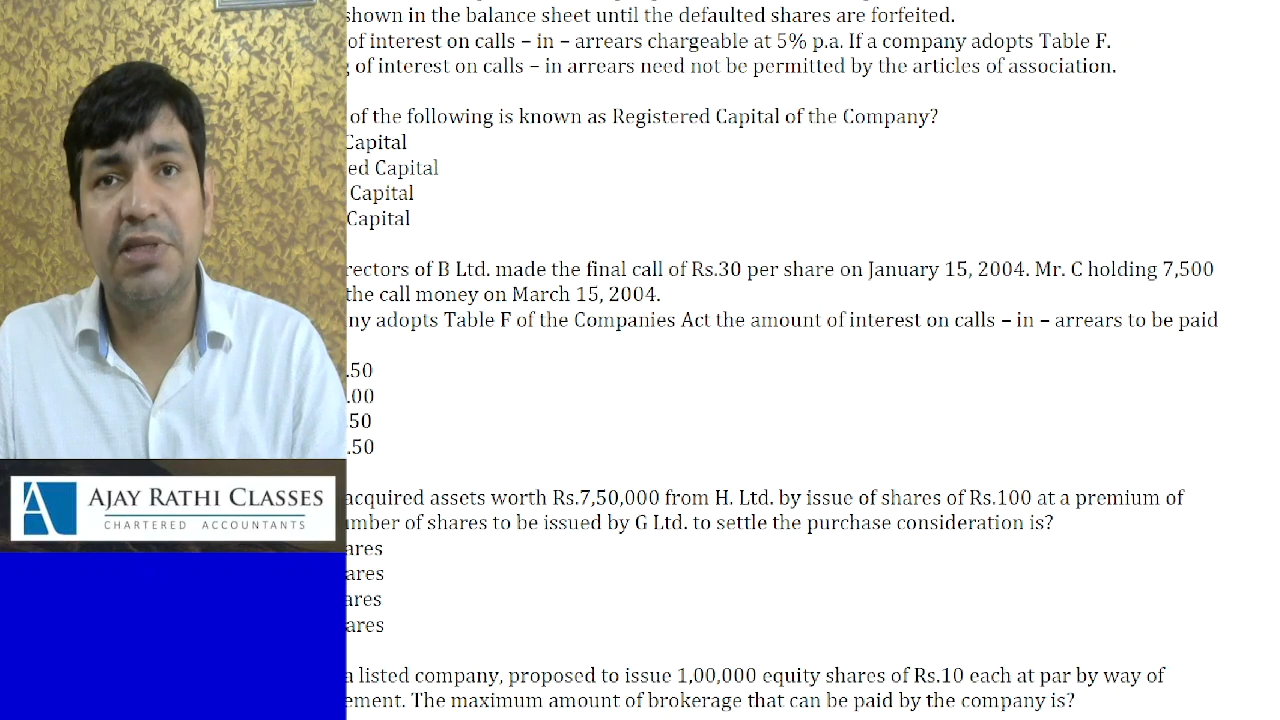 shown in the balance sheet until the defaulted shares are forfeited.
of interest on calls – in – arrears chargeable at 5% p.a. If a company adopts Table F.
of interest on calls – in arrears need not be permitted by the articles of association.
of the following is known as Registered Capital of the Company?
Capital
ed Capital
Capital
Capital
rectors of B Ltd. made the final call of Rs.30 per share on January 15, 2004. Mr. C holding 7,500
the call money on March 15, 2004.
ny adopts Table F of the Companies Act the amount of interest on calls – in – arrears to be paid
.50
.00
50
.50
acquired assets worth Rs.7,50,000 from H. Ltd. by issue of shares of Rs.100 at a premium of
umber of shares to be issued by G Ltd. to settle the purchase consideration is?
ares
ares
ares
ares
a listed company, proposed to issue 1,00,000 equity shares of Rs.10 each at par by way of
ement. The maximum amount of brokerage that can be paid by the company is?
AJAY RATHI CLASSES
CHARTERED ACCOUNTANTS